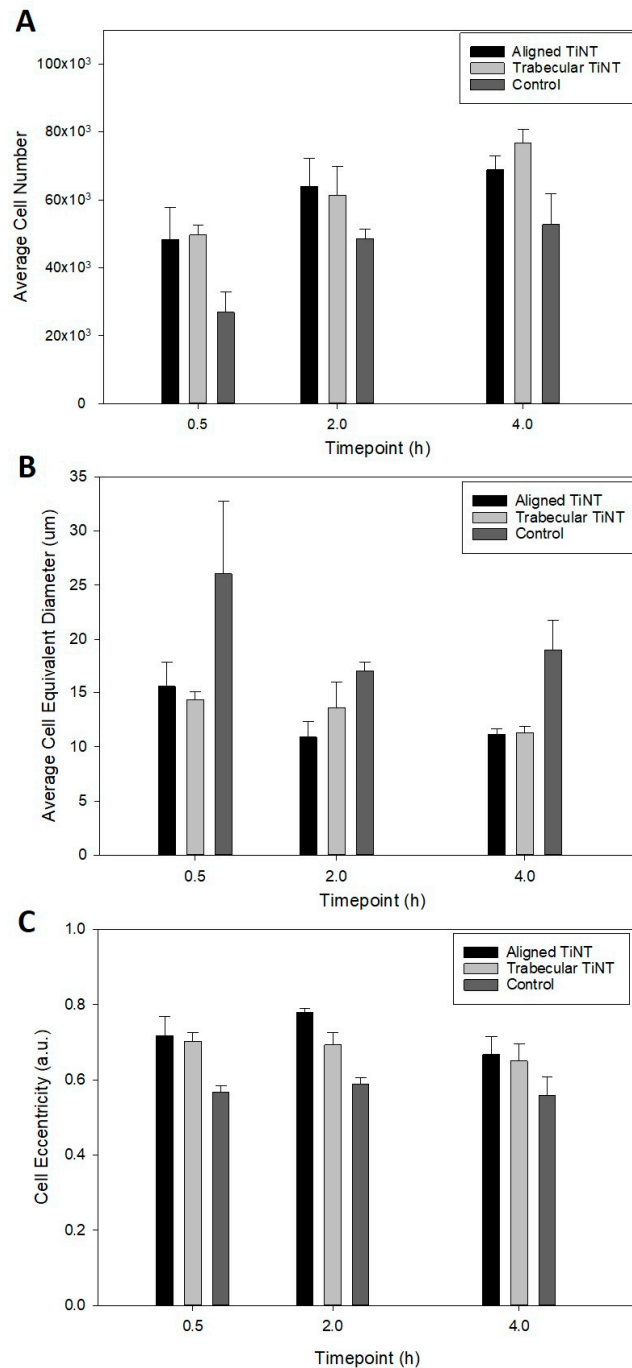 A
Aligned TiNT
Trabecular TiNT
Control
Average Cell Number
100x10³
80x10³
60x10³
40x10³
20x10³
0
0.5 2.0 4.0
Timepoint (h)
B
Aligned TiNT
Trabecular TiNT
Control
Average Cell Equivalent Diameter (um)
35
30
25
20
15
10
5
0
0.5 2.0 4.0
Timepoint (h)
C
Aligned TiNT
Trabecular TiNT
Control
Cell Eccentricity (a.u.)
1.0
0.8
0.6
0.4
0.2
0.0
0.5 2.0 4.0
Timepoint (h)